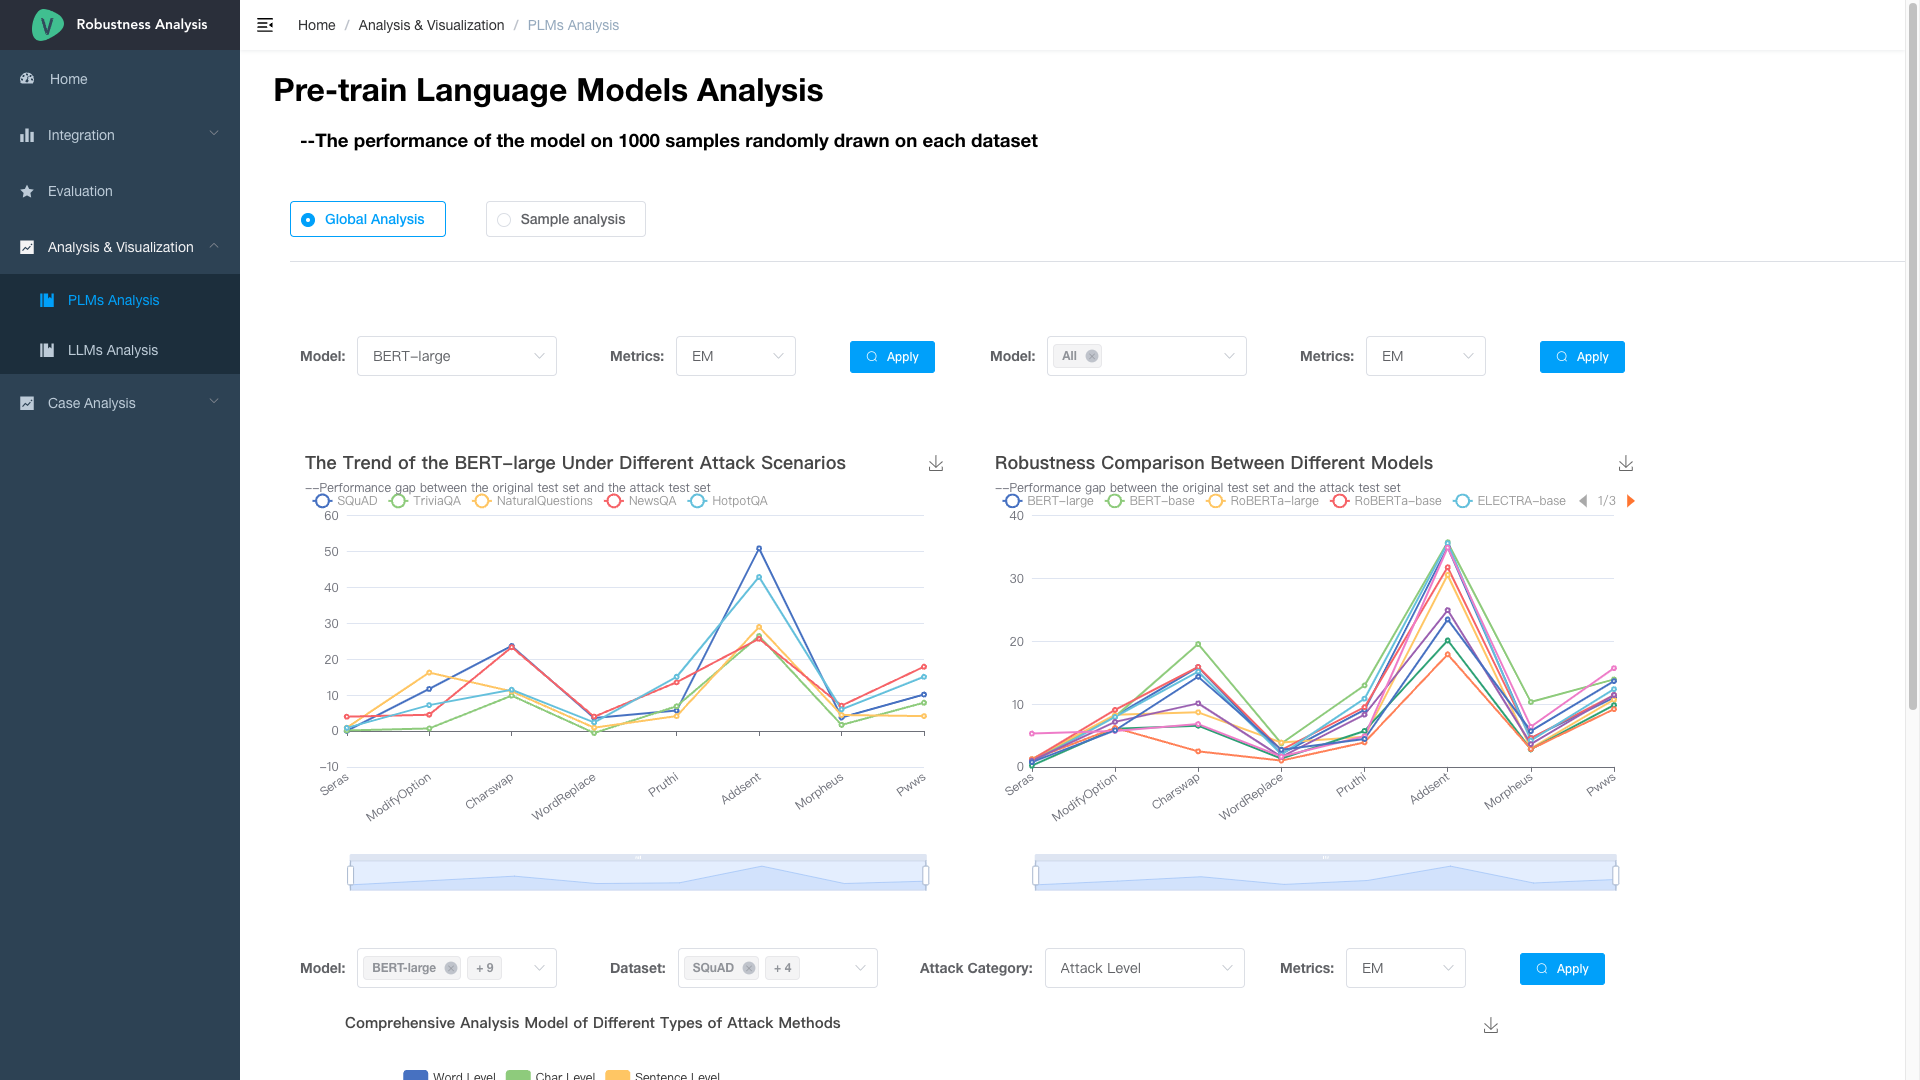 Robustness Analysis
Home / Analysis & Visualization / PLMs Analysis
Home
Integration
Evaluation
Analysis & Visualization
PLMs Analysis
LLMs Analysis
Case Analysis
Pre-train Language Models Analysis
--The performance of the model on 1000 samples randomly drawn on each dataset
Global Analysis
Sample analysis
Model: BERT-large Metrics: EM Apply
Model: All Metrics: EM Apply
The Trend of the BERT-large Under Different Attack Scenarios
--Performance gap between the original test set and the attack test set
SQuAD TriviaQA NaturalQuestions NewsQA HotpotQA
60
50
40
30
20
10
0
-10
Seras ModifyOption Charswap WordReplace Pruthi Addsent Morpheus Pwws
Robustness Comparison Between Different Models
--Performance gap between the original test set and the attack test set
BERT-large BERT-base RoBERTa-large RoBERTa-base ELECTRA-base 1/3
40
30
20
10
0
Seras ModifyOption Charswap WordReplace Pruthi Addsent Morpheus Pwws
Model: BERT-large + 9 Dataset: SQuAD + 4 Attack Category: Attack Level Metrics: EM Apply
Comprehensive Analysis Model of Different Types of Attack Methods
Word Level Char Level Sentence Level